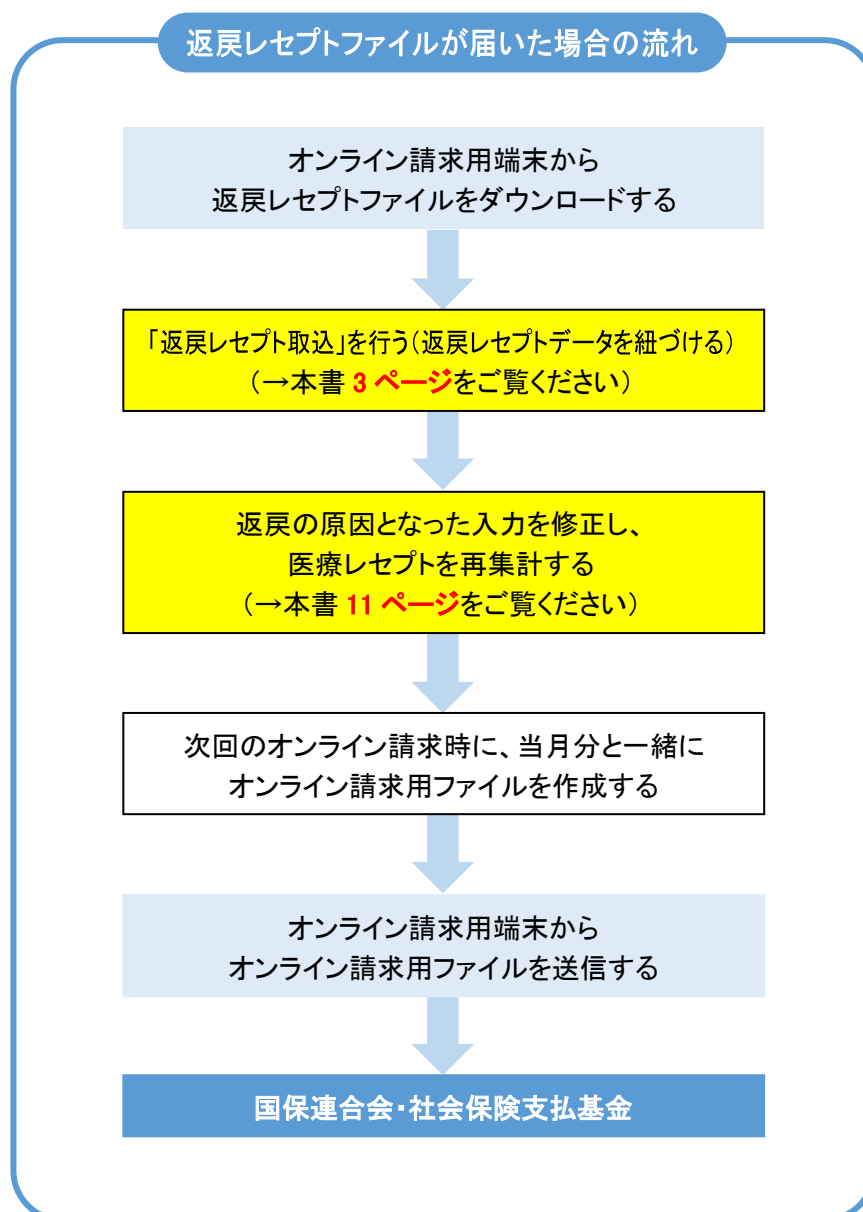 返戻レセプトファイルが届いた場合の流れ
オンライン請求用端末から
返戻レセプトファイルをダウンロードする
「返戻レセプト取込」を行う(返戻レセプトデータを紐づける)
(→本書 3 ページをご覧ください)
返戻の原因となった入力を修正し、
医療レセプトを再集計する
(→本書 11 ページをご覧ください)
次回のオンライン請求時に、当月分と一緒に
オンライン請求用ファイルを作成する
オンライン請求用端末から
オンライン請求用ファイルを送信する
国保連合会・社会保険支払基金